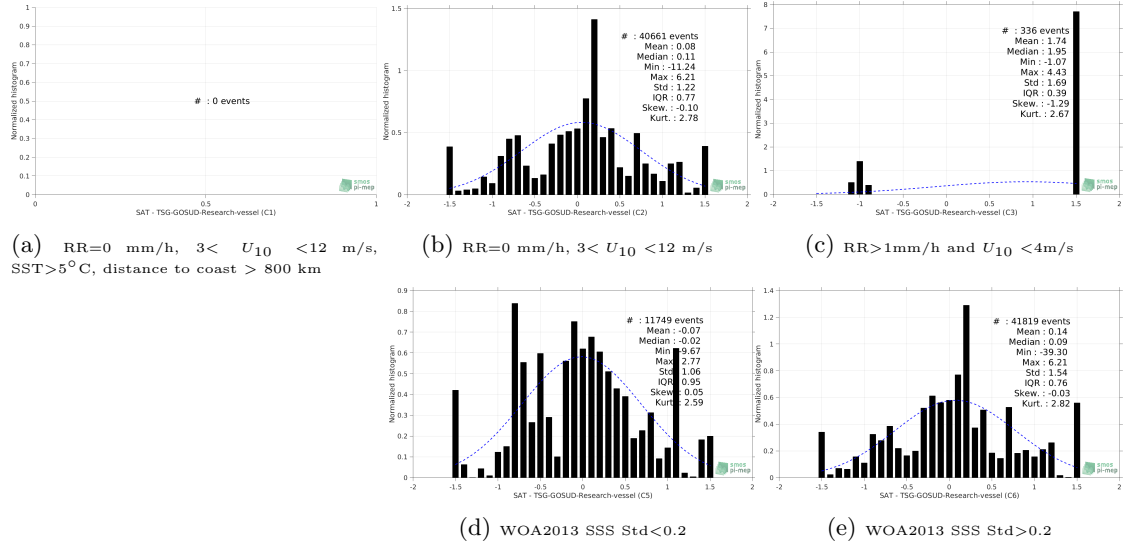 1
0.9
0.8
0.7
0.6
0.5
0.4
0.3
0.2
0.1
0
Normalized histogram
# : 0 events
smos
pi-mep
0 0.5 1
SAT - TSG-GOSUD-Research-vessel (C1)
(a) RR=0 mm/h, 3< U10 <12 m/s,
SST>5°C, distance to coast > 800 km
1.5
1
0.5
0
Normalized histogram
# : 40661 events
Mean : 0.08
Median : 0.11
Min : -11.24
Max : 6.21
Std : 1.22
IQR : 0.77
Skew. : -0.10
Kurt. : 2.78
smos
pi-mep
-2 -1.5 -1 -0.5 0 0.5 1 1.5 2
SAT - TSG-GOSUD-Research-vessel (C2)
(b) RR=0 mm/h, 3< U10 <12 m/s
8
7
6
5
4
3
2
1
0
Normalized histogram
# : 336 events
Mean : 1.74
Median : 1.95
Min : -1.07
Max : 4.43
Std : 1.69
IQR : 0.39
Skew. : -1.29
Kurt. : 2.67
smos
pi-mep
-2 -1.5 -1 -0.5 0 0.5 1 1.5 2
SAT - TSG-GOSUD-Research-vessel (C3)
(c) RR>1mm/h and U10 <4m/s
0.9
0.8
0.7
0.6
0.5
0.4
0.3
0.2
0.1
0
Normalized histogram
# : 11749 events
Mean : -0.07
Median : -0.02
Min : -9.67
Max : 2.77
Std : 1.06
IQR : 0.95
Skew. : 0.05
Kurt. : 2.59
smos
pi-mep
-2 -1.5 -1 -0.5 0 0.5 1 1.5 2
SAT - TSG-GOSUD-Research-vessel (C5)
(d) WOA2013 SSS Std<0.2
1.4
1.2
1
0.8
0.6
0.4
0.2
0
Normalized histogram
# : 41819 events
Mean : 0.14
Median : 0.09
Min : -39.30
Max : 6.21
Std : 1.54
IQR : 0.76
Skew. : -0.03
Kurt. : 2.82
smos
pi-mep
-2 -1.5 -1 -0.5 0 0.5 1 1.5 2
SAT - TSG-GOSUD-Research-vessel (C6)
(e) WOA2013 SSS Std>0.2